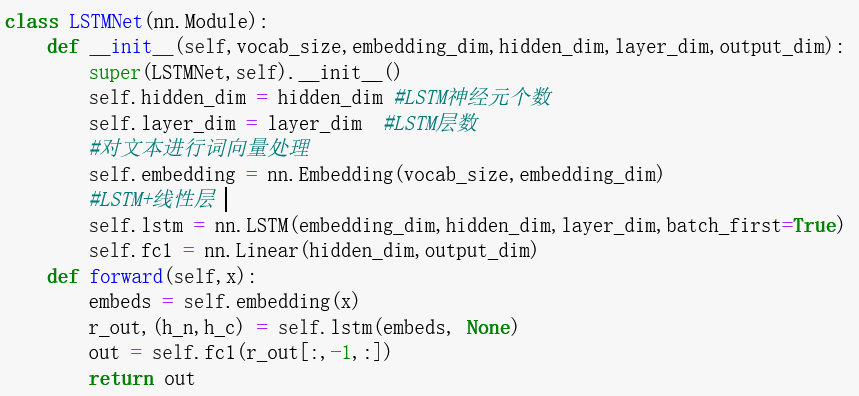 class LSTMNet(nn.Module):
    def __init__(self,vocab_size,embedding_dim,hidden_dim,layer_dim,output_dim):
        super(LSTMNet,self).__init__()
        self.hidden_dim = hidden_dim #LSTM神经元个数
        self.layer_dim = layer_dim  #LSTM层数
        #对文本进行词向量处理
        self.embedding = nn.Embedding(vocab_size,embedding_dim)
        #LSTM+线性层
        self.lstm = nn.LSTM(embedding_dim,hidden_dim,layer_dim,batch_first=True)
        self.fc1 = nn.Linear(hidden_dim,output_dim)
    def forward(self,x):
        embeds = self.embedding(x)
        r_out,(h_n,h_c) = self.lstm(embeds, None)
        out = self.fc1(r_out[:,-1,:])
        return out